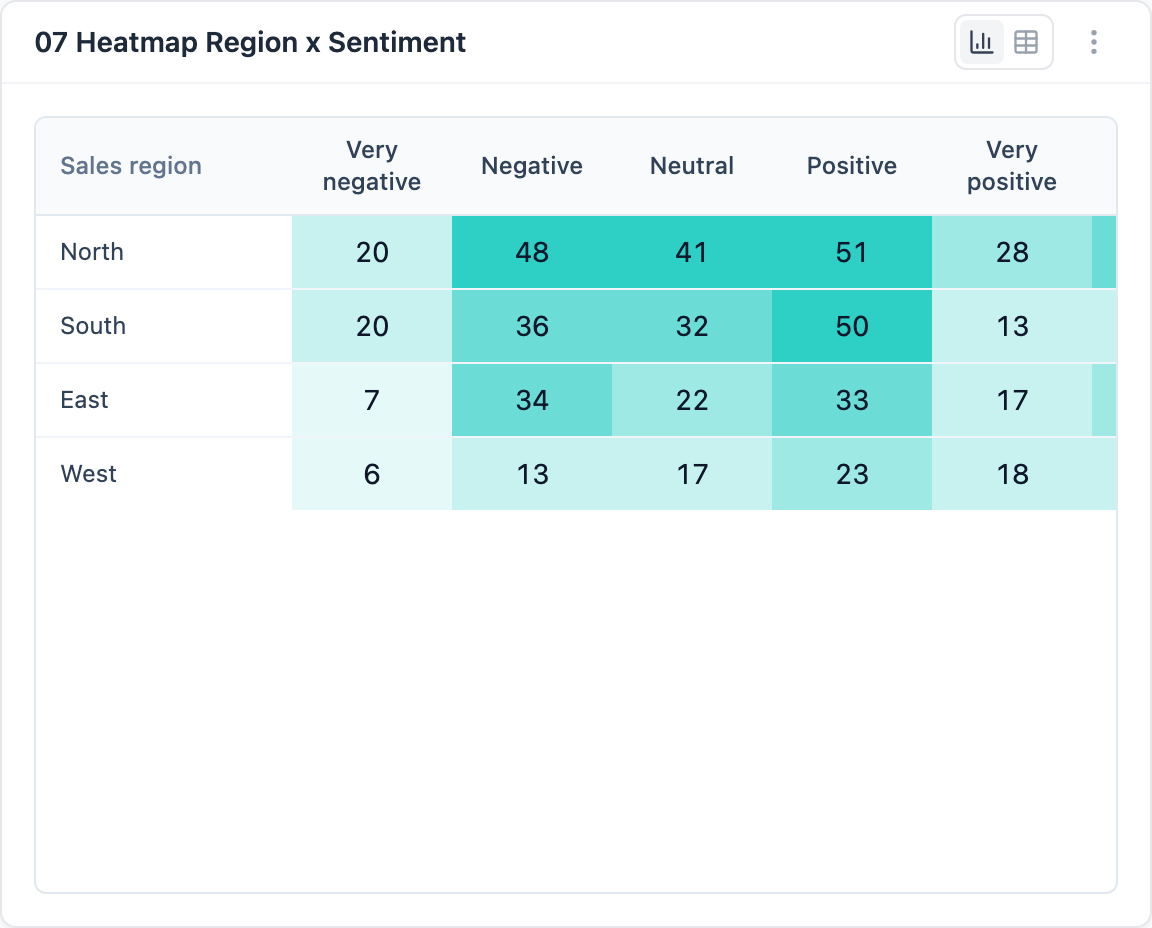 07 Heatmap Region x Sentiment
Sales region
Very
negative
Negative
Neutral
Positive
Very
positive
North 20 48 41 51 28
South 20 36 32 50 13
East 7 34 22 33 17
West 6 13 17 23 18